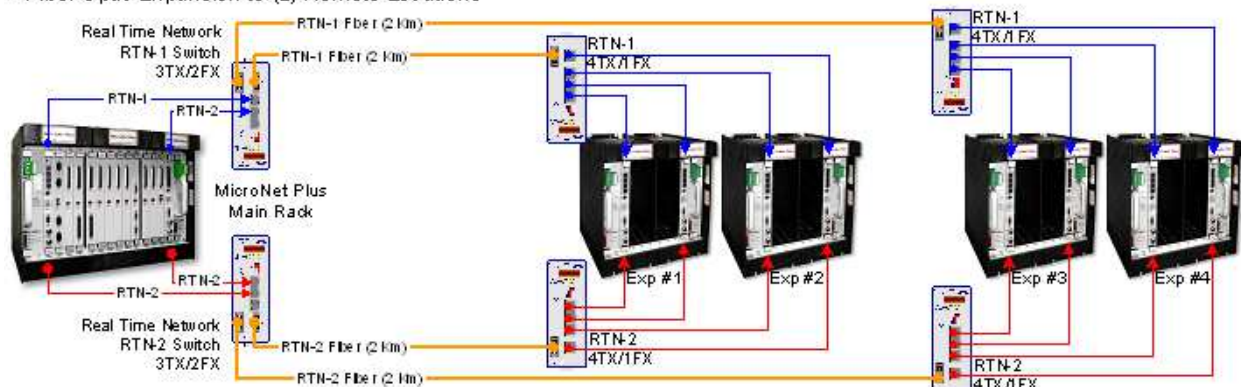 Fiber Optic Expansion to (2) Remote Locations
Real Time Network
RTN-1 Switch
3TX/2FX
RTN-1 Fiber (2 Km)
RTN-1 Fiber (2 Km)
RTN-1
4TX/1FX
RTN-1
4TX/1FX
RTN-1
RTN-2
MicroNet Plus
Main Rack
Exp #1
Exp #2
Exp #3
Exp #4
RTN-2
RTN-2
Real Time Network
RTN-2 Switch
3TX/2FX
RTN-2 Fiber (2 Km)
RTN-2 Fiber (2 Km)
RTN-2
4TX/1FX
RTN-2
4TX/1FX